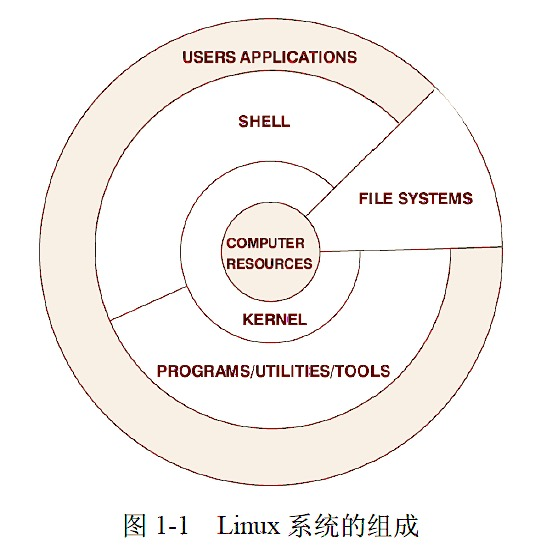 USERS APPLICATIONS
SHELL
FILE SYSTEMS
COMPUTER
RESOURCES
KERNEL
PROGRAMS/UTILITIES/TOOLS
图 1-1 Linux 系统的组成